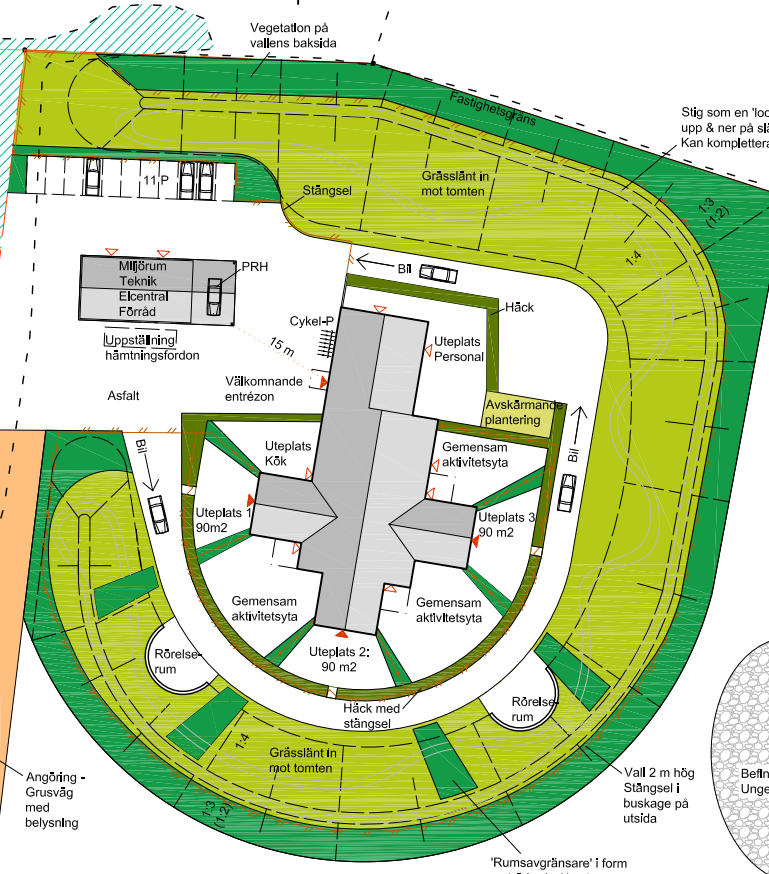 Vegetation på
vallens baksida
Fastighetsgräns
Stig som en 'loo
upp & ner på slä
Kan komplettera
11 P
Stängsel
Grässlänt in
mot tomten
1:3
(1:2)
1:4
Bil
PRH
Miljörum
Teknik
Elcentral
Förråd
Uppställning
hämtningsfordon
15 m
Cykel-P
Häck
Uteplats
Personal
Välkomnande
entrézon
Asfalt
Avskärmande
plantering
Bil
Bil
Uteplats
Kök
Gemensam
aktivitetsyta
Uteplats 1
90m2
Uteplats 3
90 m2
Gemensam
aktivitetsyta
Gemensam
aktivitetsyta
Uteplats 2:
90 m2
Rörelse-
rum
Rörelse-
rum
Häck med
stängsel
1:4
Grässlänt in
mot tomten
1:3
(1:2)
Angöring -
Grusväg
med
belysning
Vall 2 m hög
Stängsel i
buskage på
utsida
Befin
Unge
'Rumsavgränsare' i form